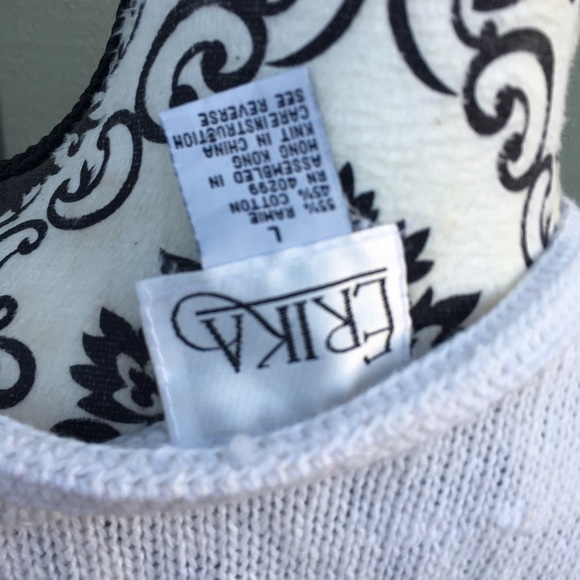 ERIKA
L
55% RAMIE
45% COTTON
RN 40299
ASSEMBLED IN
HONG KONG
KNIT IN CHINA
CARE INSTRUCTION
SEE REVERSE